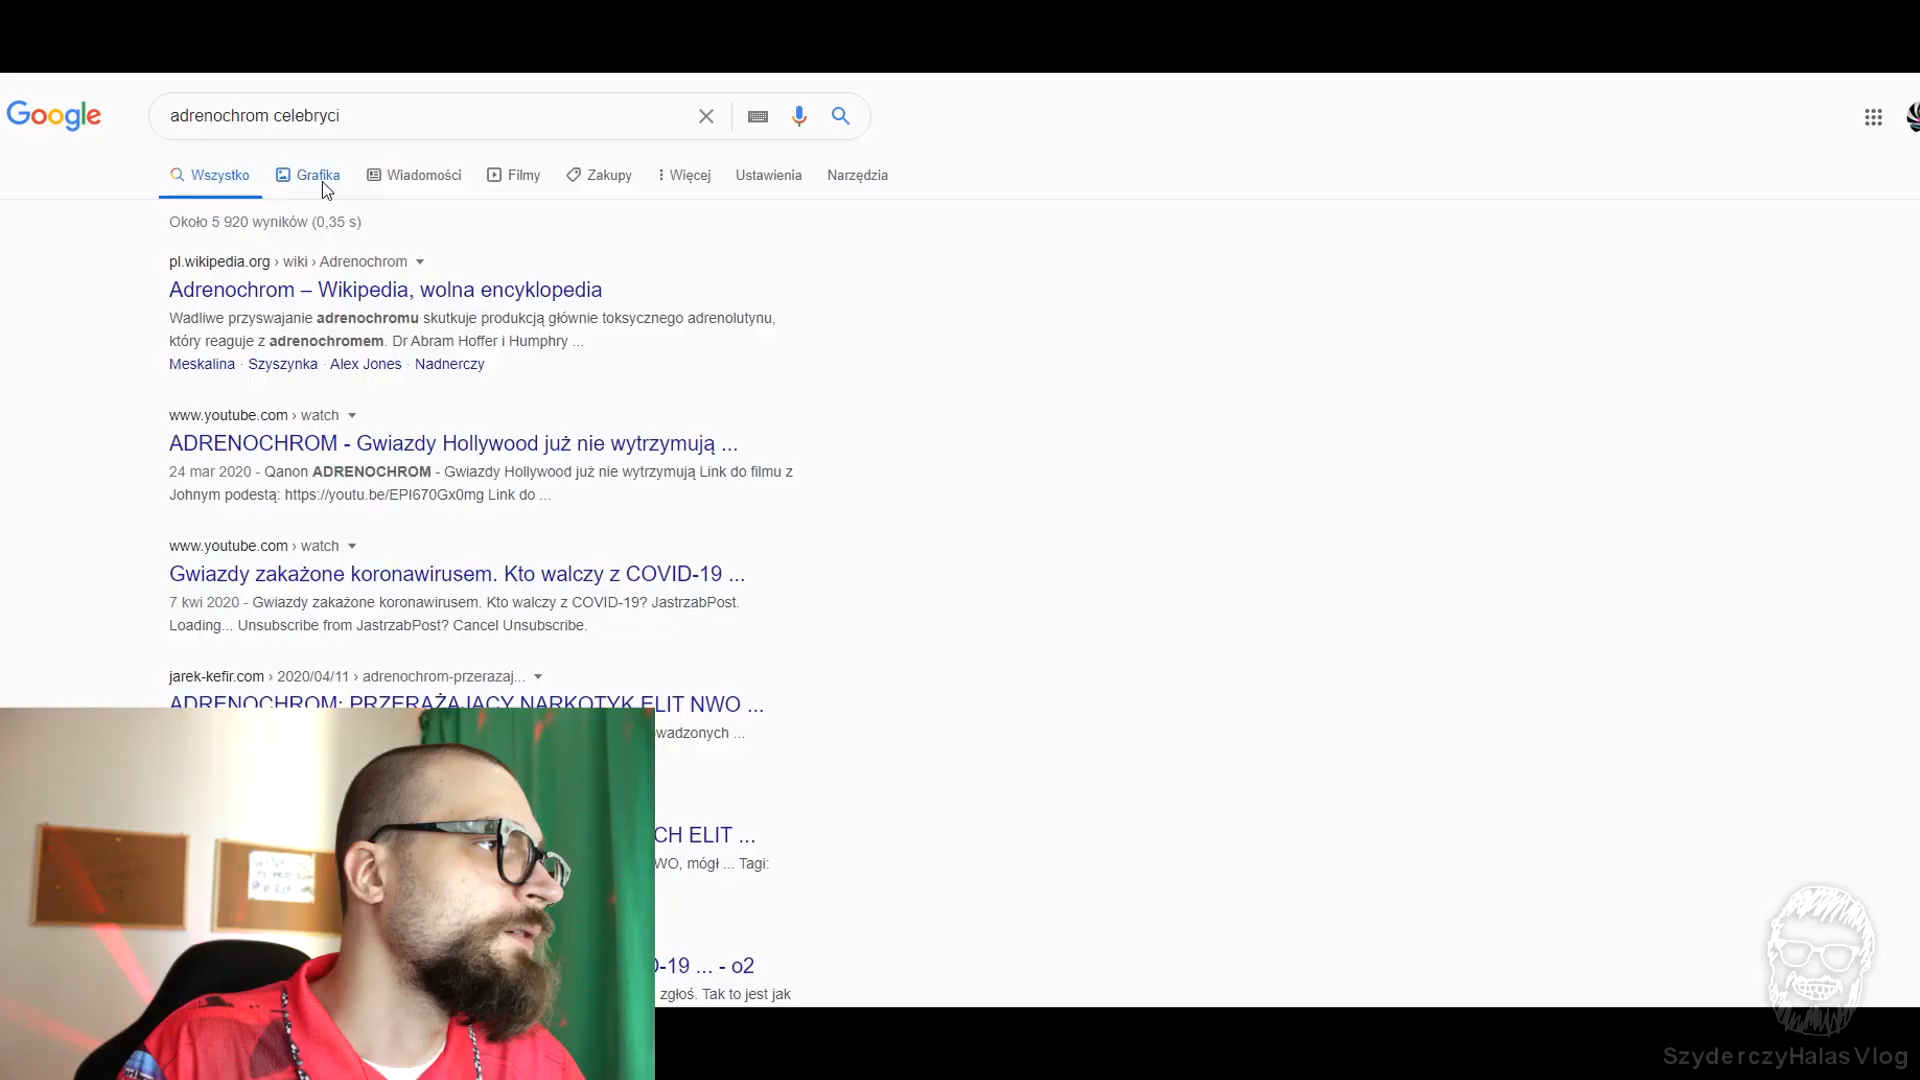 Google
adrenochrom celebryci
Wszystko Grafika Wiadomości Filmy Zakupy Więcej Ustawienia Narzędzia
Około 5 920 wyników (0,35 s)
pl.wikipedia.org › wiki › Adrenochrom
Adrenochrom – Wikipedia, wolna encyklopedia
Wadliwe przyswajanie adrenochromu skutkuje produkcją głównie toksycznego adrenolutynu,
który reaguje z adrenochromem. Dr Abram Hoffer i Humphry ...
Meskalina · Szyszynka · Alex Jones · Nadnerczy
www.youtube.com › watch
ADRENOCHROM - Gwiazdy Hollywood już nie wytrzymują ...
24 mar 2020 - Qanon ADRENOCHROM - Gwiazdy Hollywood już nie wytrzymują Link do filmu z
Johnym podestą: https://youtu.be/EPI670Gx0mg Link do ...
www.youtube.com › watch
Gwiazdy zakażone koronawirusem. Kto walczy z COVID-19 ...
7 kwi 2020 - Gwiazdy zakażone koronawirusem. Kto walczy z COVID-19? JastrzabPost.
Loading... Unsubscribe from JastrzabPost? Cancel Unsubscribe.
jarek-kefir.com › 2020/04/11 › adrenochrom-przerazaj...
ADRENOCHROM: PRZERAŻAJĄCY NARKOTYK ELIT NWO ...
wadzonych ...
CH ELIT ...
WO, mógł ... Tagi:
-19 ... - o2
zgłoś. Tak to jest jak
SzyderczyHalasVlog